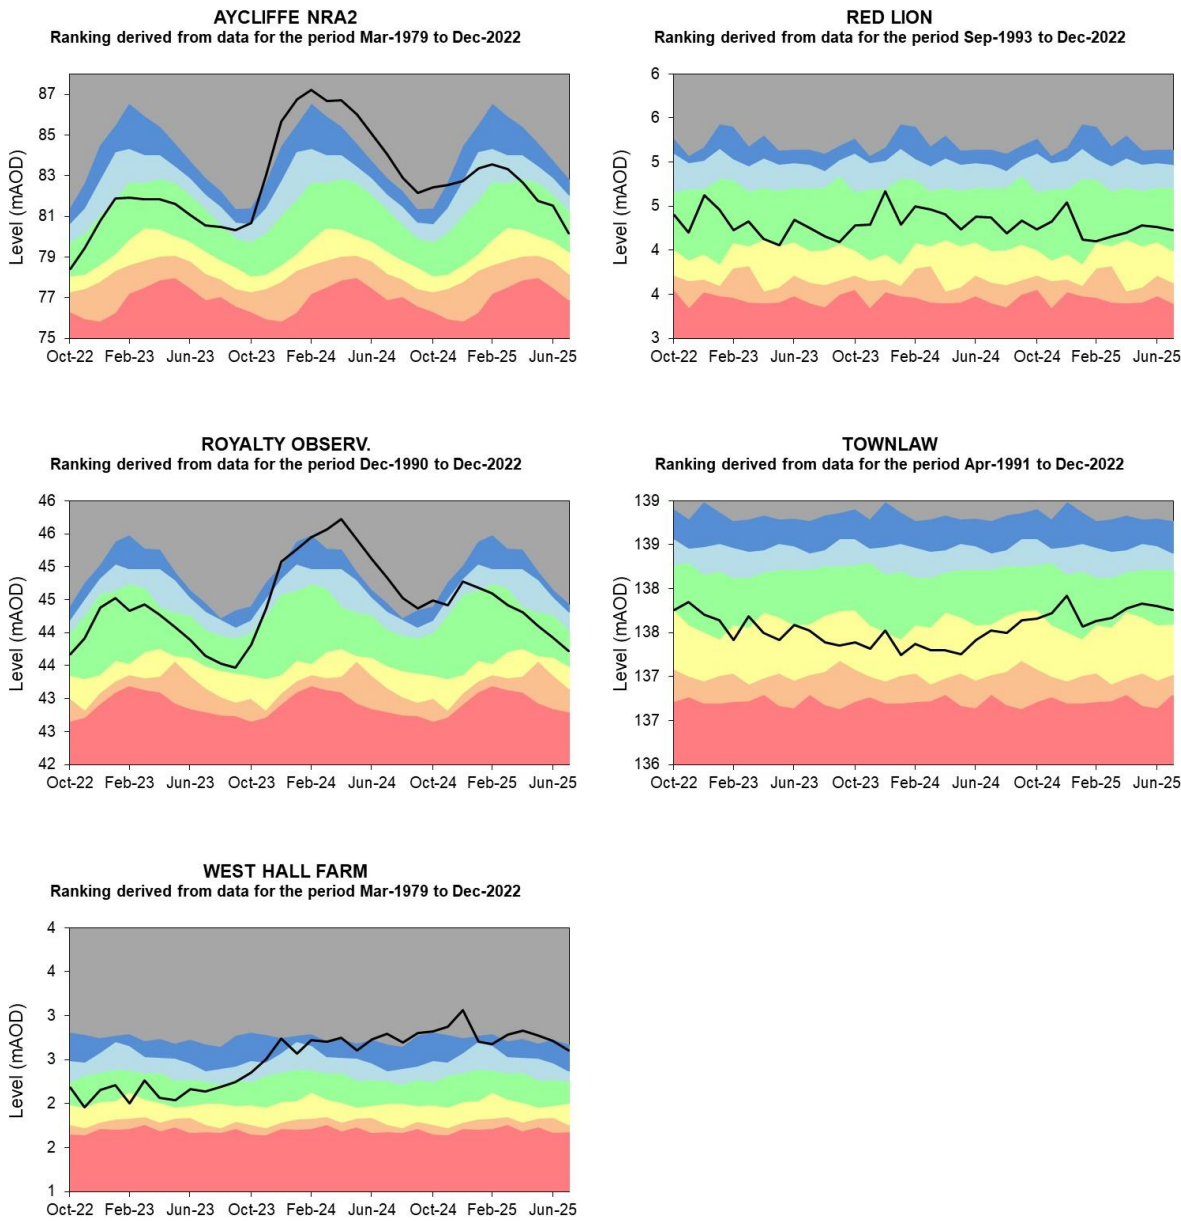 AYCLIFFE NRA2
Ranking derived from data for the period Mar-1979 to Dec-2022
Level (mAOD)
87
85
83
81
79
77
75
Oct-22 Feb-23 Jun-23 Oct-23 Feb-24 Jun-24 Oct-24 Feb-25 Jun-25
RED LION
Ranking derived from data for the period Sep-1993 to Dec-2022
Level (mAOD)
6
6
5
5
4
4
3
Oct-22 Feb-23 Jun-23 Oct-23 Feb-24 Jun-24 Oct-24 Feb-25 Jun-25
ROYALTY OBSERV.
Ranking derived from data for the period Dec-1990 to Dec-2022
Level (mAOD)
46
46
45
45
44
44
43
43
42
Oct-22 Feb-23 Jun-23 Oct-23 Feb-24 Jun-24 Oct-24 Feb-25 Jun-25
TOWNLAW
Ranking derived from data for the period Apr-1991 to Dec-2022
Level (mAOD)
139
139
138
138
137
137
136
Oct-22 Feb-23 Jun-23 Oct-23 Feb-24 Jun-24 Oct-24 Feb-25 Jun-25
WEST HALL FARM
Ranking derived from data for the period Mar-1979 to Dec-2022
Level (mAOD)
4
4
3
3
2
2
1
Oct-22 Feb-23 Jun-23 Oct-23 Feb-24 Jun-24 Oct-24 Feb-25 Jun-25